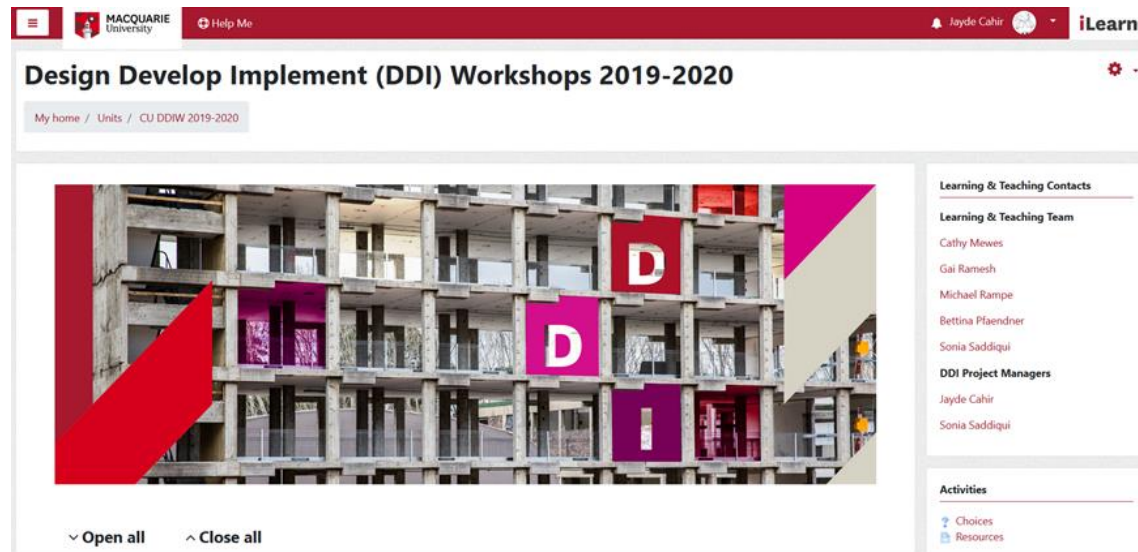 MACQUARIE
University
Help Me
Jayde Cahir
iLearn
Design Develop Implement (DDI) Workshops 2019-2020
My home / Units / CU DDIW 2019-2020
D
D
I
Open all
Close all
Learning & Teaching Contacts
Learning & Teaching Team
Cathy Mewes
Gai Ramesh
Michael Rampe
Bettina Pfaendner
Sonia Saddiqui
DDI Project Managers
Jayde Cahir
Sonia Saddiqui
Activities
Choices
Resources